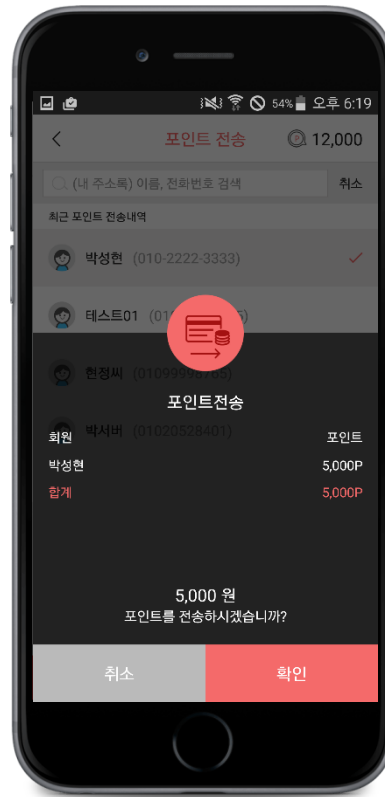 54% 오후 6:19
포인트 전송 12,000
(내 주소록) 이름, 전화번호 검색 취소
최근 포인트 전송내역
박성현 (010-2222-3333)
테스트01
현정씨 (01099998765)
포인트전송
박서버 (01020528401)
회원 포인트
박성현 5,000P
합계 5,000P
5,000 원
포인트를 전송하시겠습니까?
취소 확인